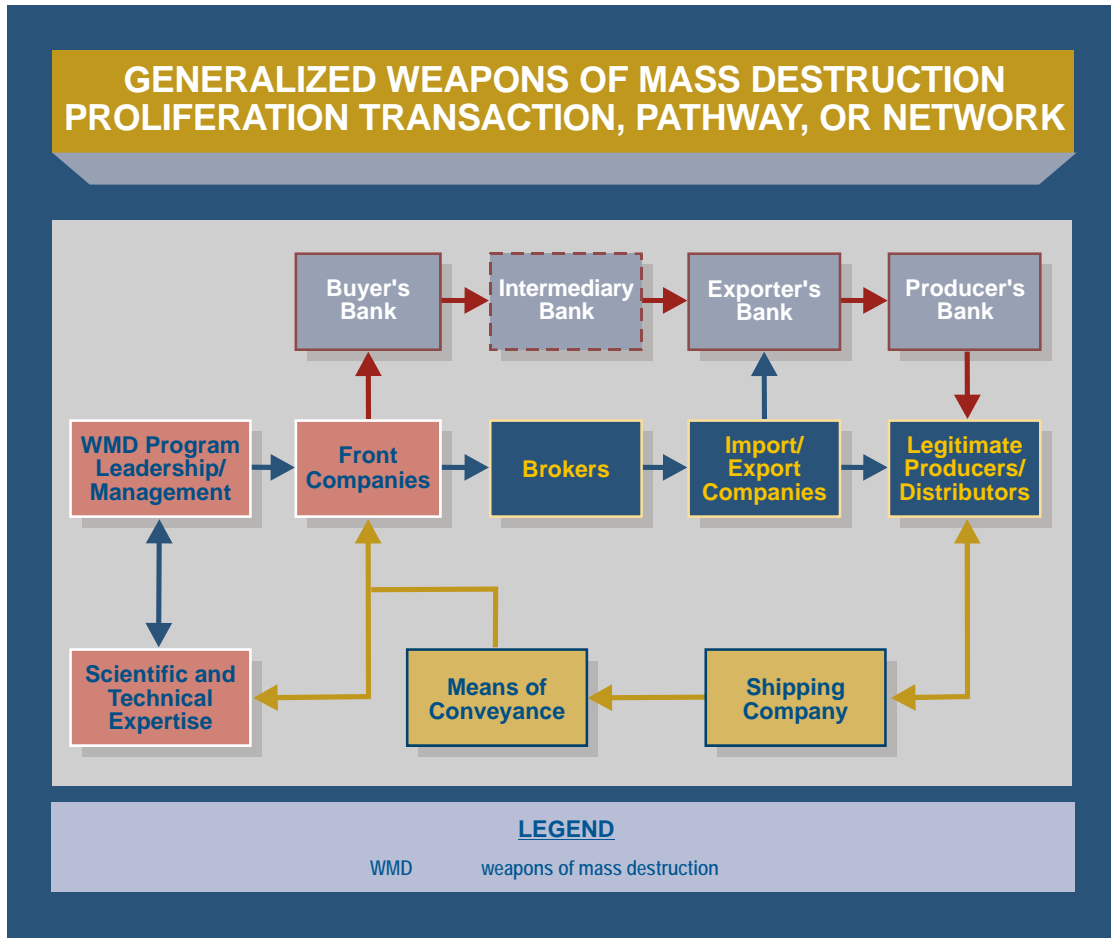 GENERALIZED WEAPONS OF MASS DESTRUCTION
PROLIFERATION TRANSACTION, PATHWAY, OR NETWORK
Buyer's
Bank
Intermediary
Bank
Exporter's
Bank
Producer's
Bank
WMD Program
Leadership/
Management
Front
Companies
Brokers
Import/
Export
Companies
Legitimate
Producers/
Distributors
Scientific and
Technical
Expertise
Means of
Conveyance
Shipping
Company
LEGEND
WMD weapons of mass destruction